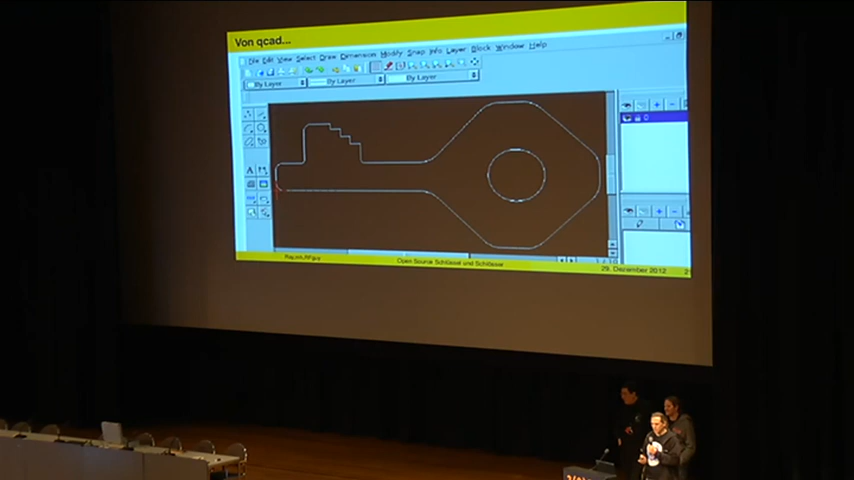 Von qcad...
File Edit View Select Draw Dimension Modify Snap Info Layer Block Window Help
By Layer By Layer By Layer
A
Open Source Schlüssel und Schlösser
29. Dezember 2012